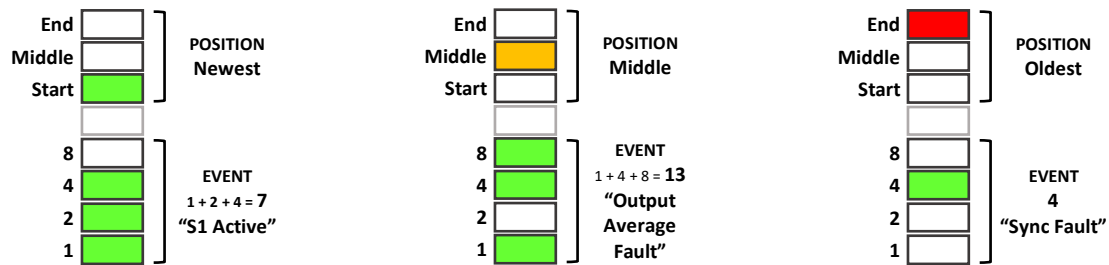 End
Middle
Start
POSITION
Newest
8
4
2
1
EVENT
1 + 2 + 4 = 7
“S1 Active”
End
Middle
Start
POSITION
Middle
8
4
2
1
EVENT
1 + 4 + 8 = 13
“Output
Average
Fault”
End
Middle
Start
POSITION
Oldest
8
4
2
1
EVENT
4
“Sync Fault”